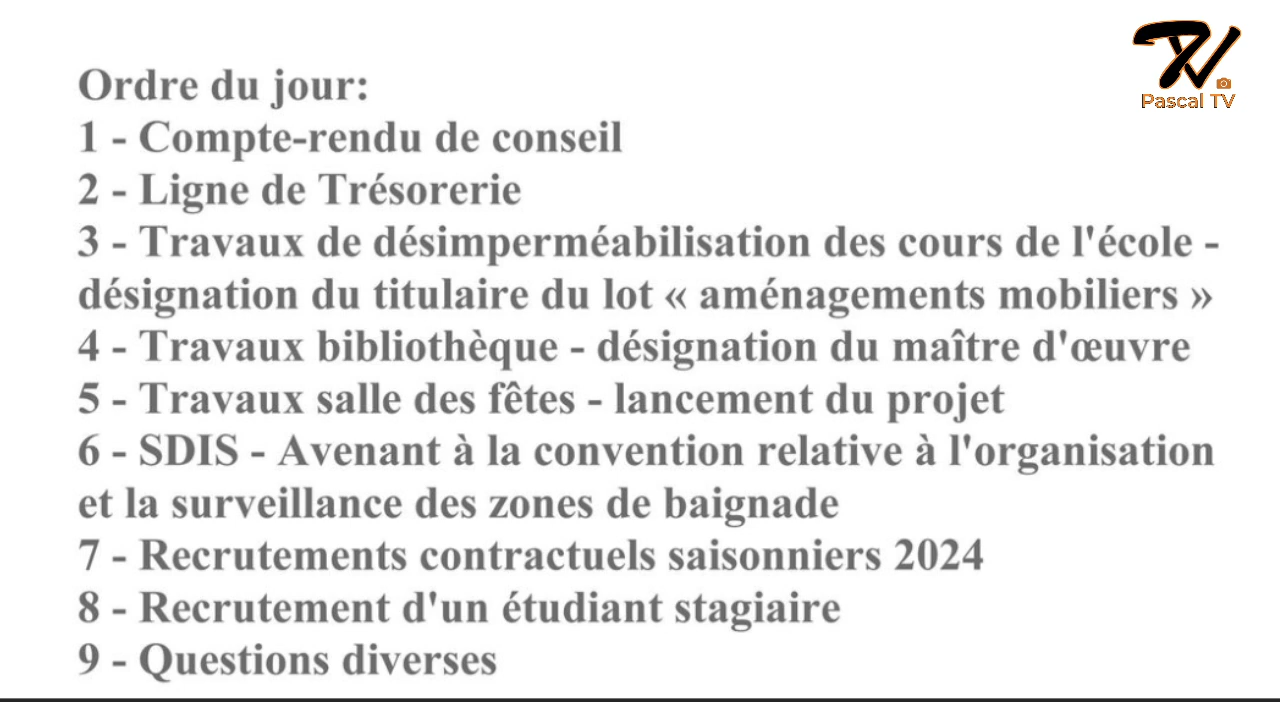 Pascal TV
Ordre du jour:
1 - Compte-rendu de conseil
2 - Ligne de Trésorerie
3 - Travaux de désimperméabilisation des cours de l'école -
désignation du titulaire du lot « aménagements mobiliers »
4 - Travaux bibliothèque - désignation du maître d'œuvre
5 - Travaux salle des fêtes - lancement du projet
6 - SDIS - Avenant à la convention relative à l'organisation
et la surveillance des zones de baignade
7 - Recrutements contractuels saisonniers 2024
8 - Recrutement d'un étudiant stagiaire
9 - Questions diverses